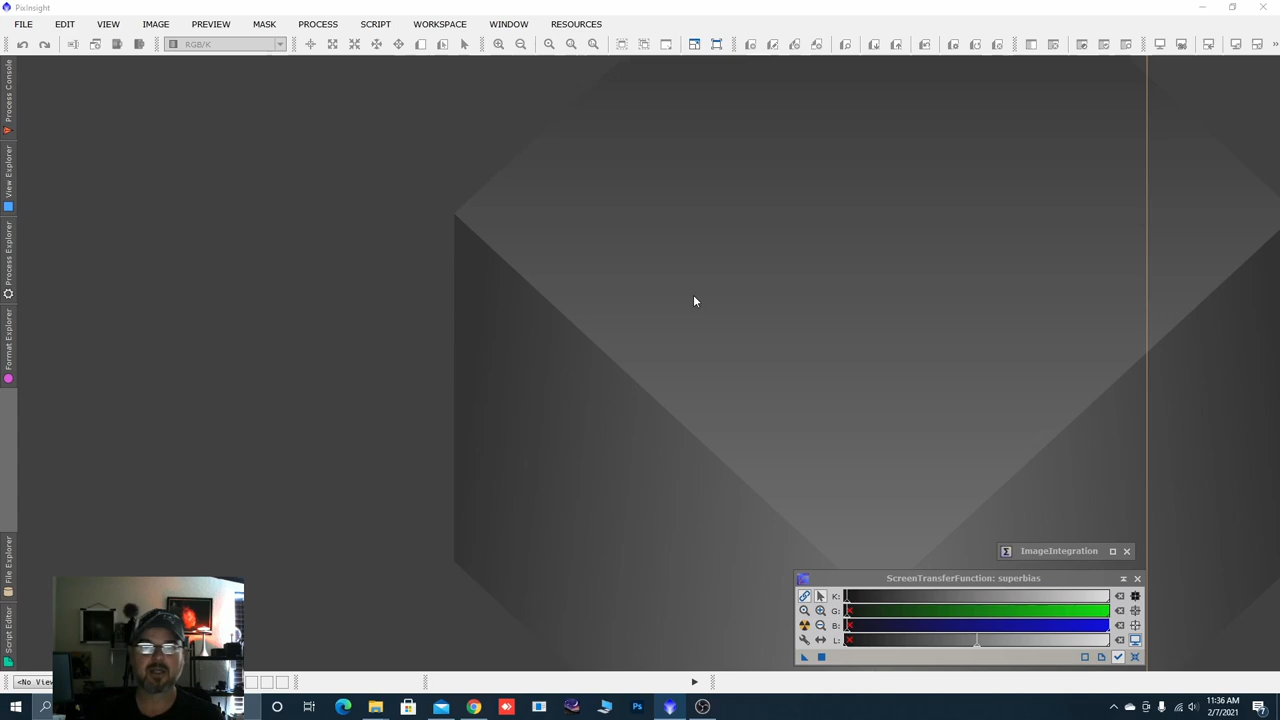 PixInsight
FILE EDIT VIEW IMAGE PREVIEW MASK PROCESS SCRIPT WORKSPACE WINDOW RESOURCES
RGB/K
»
Process Console
View Explorer
Process Explorer
Format Explorer
File Explorer
Script Editor
ImageIntegration
ScreenTransferFunction: superbias
K:
G:
B:
L:
<No View
11:36 AM
2/7/2021